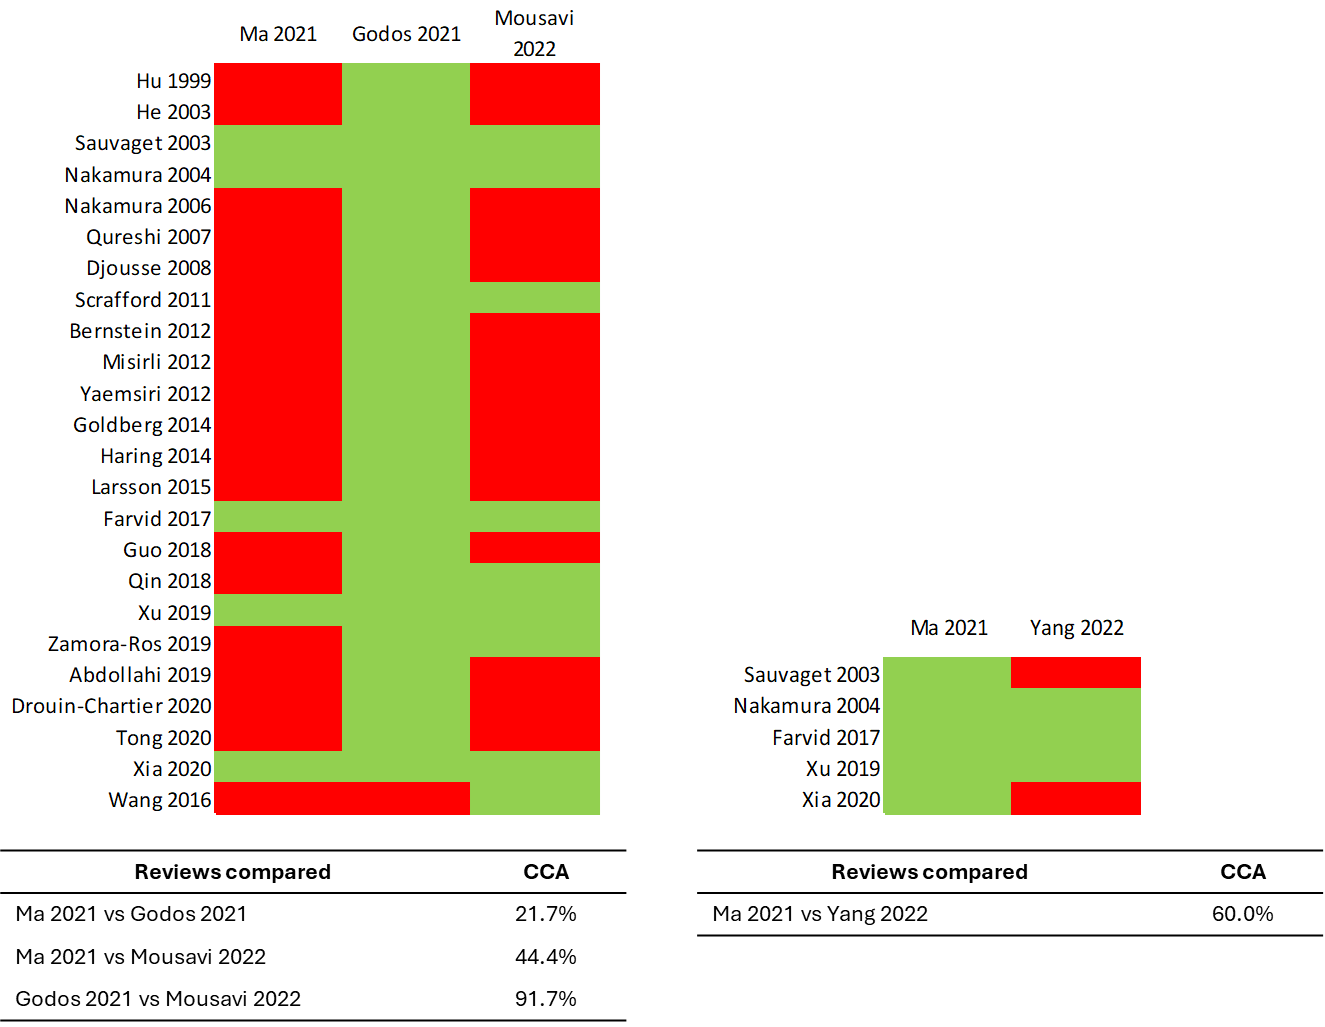 Ma 2021 Godos 2021 Mousavi 2022
Hu 1999
He 2003
Sauvaget 2003
Nakamura 2004
Nakamura 2006
Qureshi 2007
Djousse 2008
Scrafford 2011
Bernstein 2012
Misirli 2012
Yaemsiri 2012
Goldberg 2014
Haring 2014
Larsson 2015
Farvid 2017
Guo 2018
Qin 2018
Xu 2019
Zamora-Ros 2019
Abdollahi 2019
Drouin-Chartier 2020
Tong 2020
Xia 2020
Wang 2016
Reviews compared CCA
Ma 2021 vs Godos 2021 21.7%
Ma 2021 vs Mousavi 2022 44.4%
Godos 2021 vs Mousavi 2022 91.7%
Ma 2021 Yang 2022
Sauvaget 2003
Nakamura 2004
Farvid 2017
Xu 2019
Xia 2020
Reviews compared CCA
Ma 2021 vs Yang 2022 60.0%